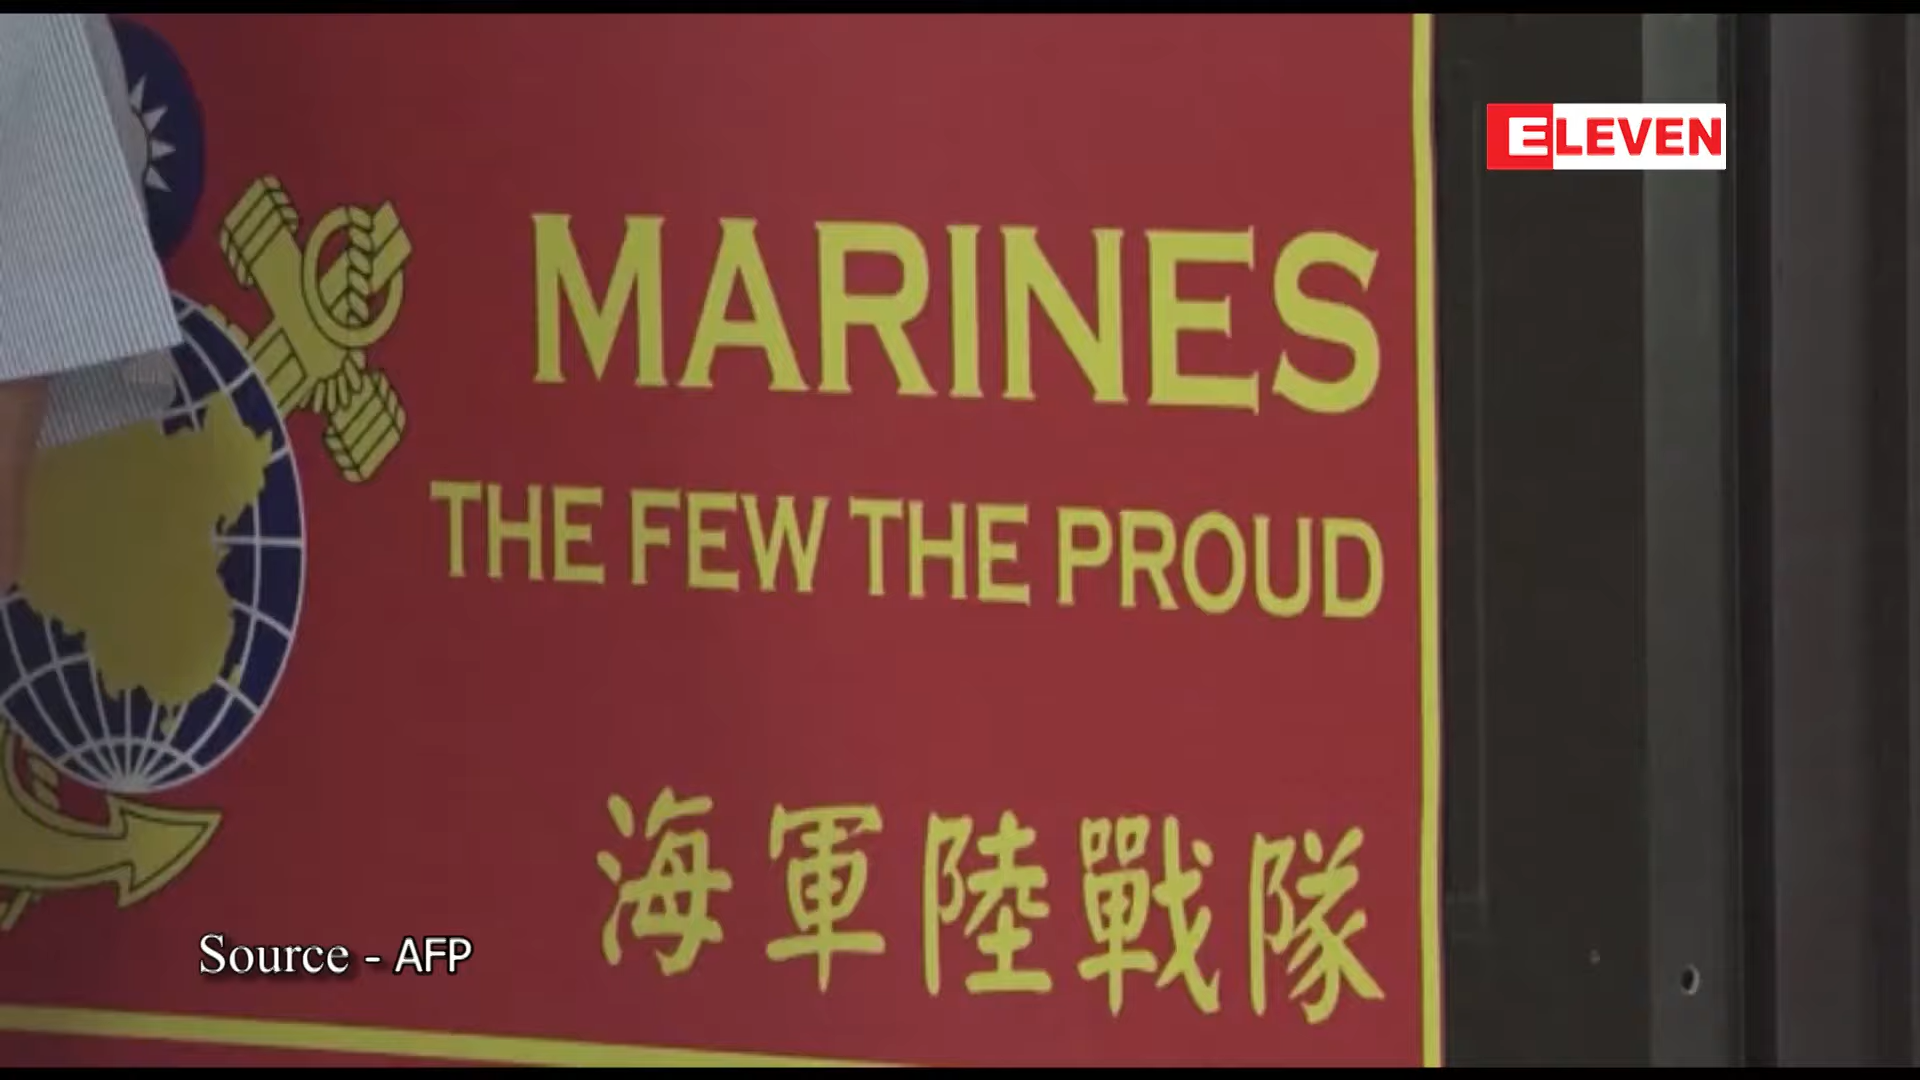 ELEVEN
MARINES
THE FEW THE PROUD
海軍陸戰隊
Source - AFP